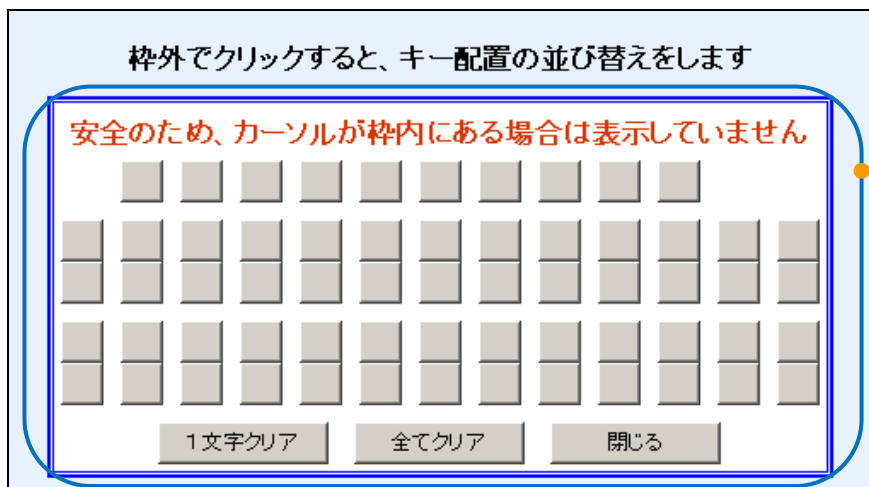 枠外でクリックすると、キー配置の並び替えをします
安全のため、カーソルが枠内にある場合は表示していません
1文字クリア 全てクリア 閉じる